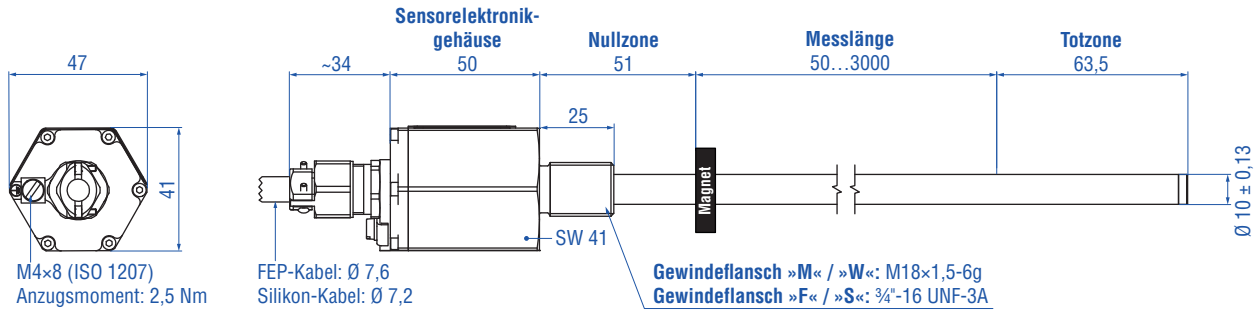 Sensorelektronik-
gehäuse
Nullzone
Messlänge
Totzone
47
~34
50
51
50…3000
63,5
25
41
Magnet
Ø 10 ± 0,13
SW 41
M4×8 (ISO 1207)
Anzugsmoment: 2,5 Nm
FEP-Kabel: Ø 7,6
Silikon-Kabel: Ø 7,2
Gewindeflansch »M« / »W«: M18×1,5-6g
Gewindeflansch »F« / »S«: ¾"-16 UNF-3A